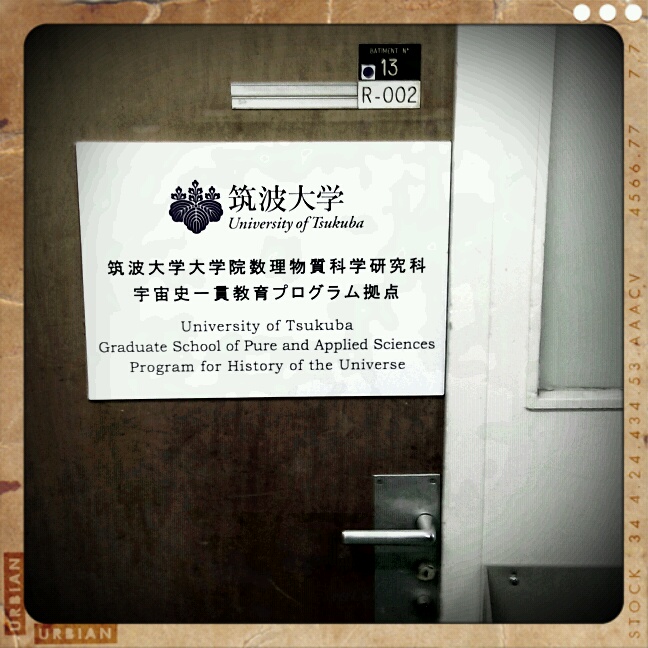 BATIMENT N°
13
R-002
筑波大学
University of Tsukuba
筑波大学大学院数理物質科学研究科
宇宙史一貫教育プログラム拠点
University of Tsukuba
Graduate School of Pure and Applied Sciences
Program for History of the Universe
STOCK 34 4.24.434.53.AAACV 4566.77 7.7
URBIAN
URBIAN